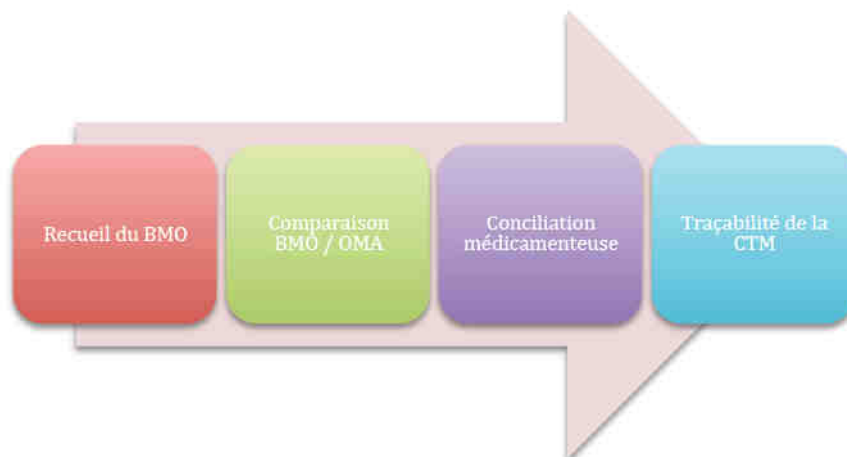 Recueil du BMO
Comparaison
BMO / OMA
Conciliation
médicamenteuse
Traçabilité de la
CTM